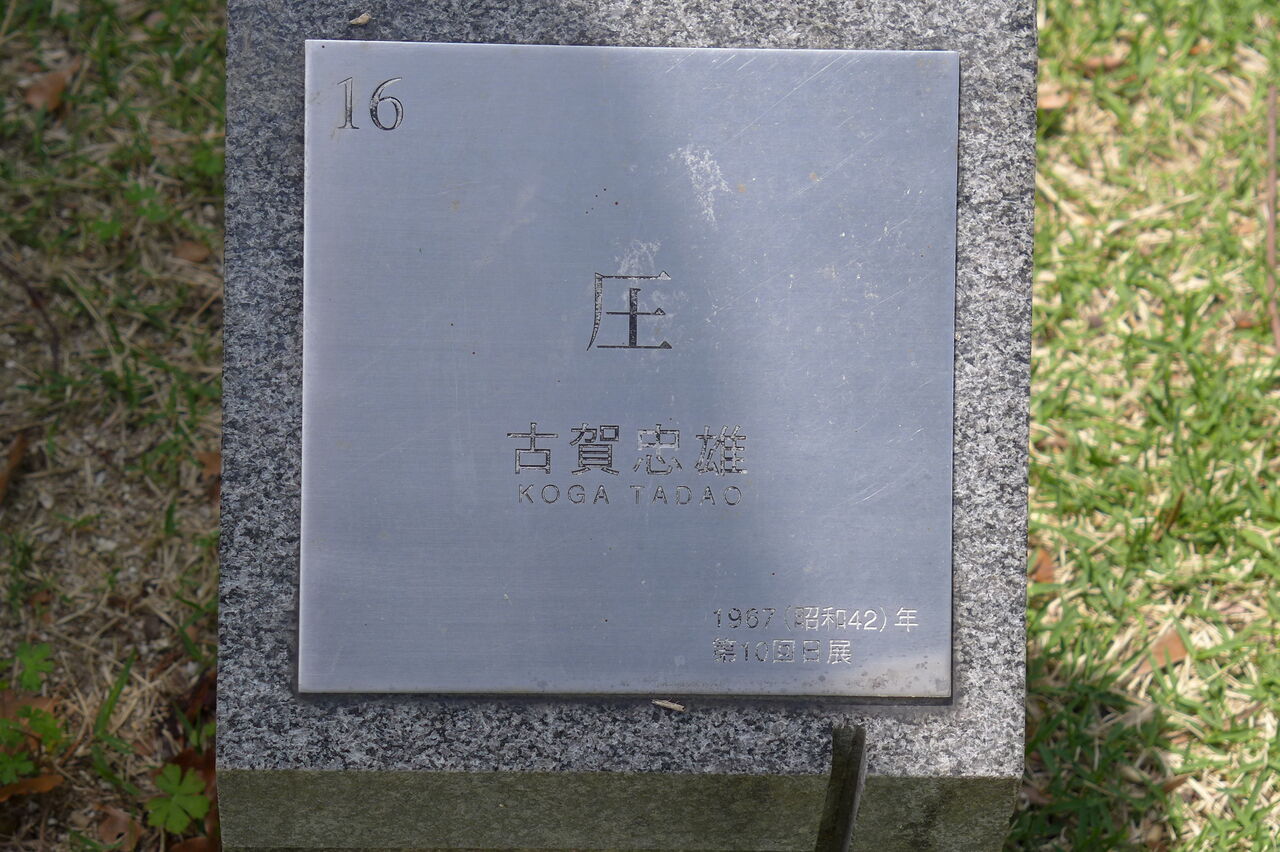 16
圧
古賀忠雄
KOGA TADAO
1967(昭和42)年
第10回日展